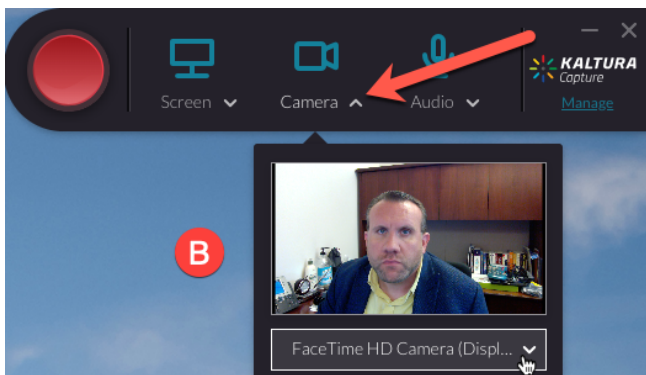 KALTURA
Capture
Screen
Camera
Audio
Manage
B
FaceTime HD Camera (Displ...